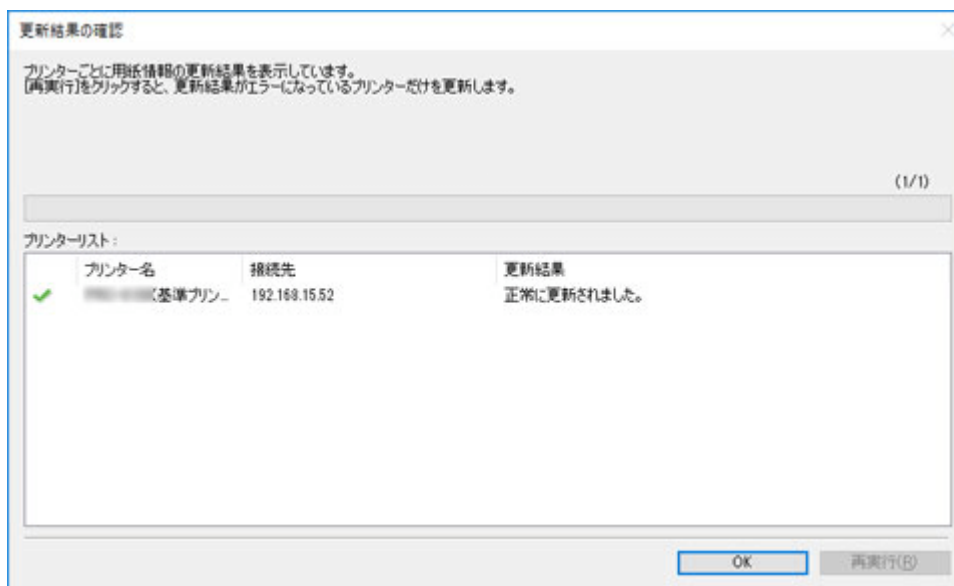 更新結果の確認
プリンターごとに用紙情報の更新結果を表示しています。
[再実行]をクリックすると、更新結果がエラーになっているプリンターだけを更新します。
(1/1)
プリンターリスト:
プリンター名 接続先 更新結果
(基準プリン... 192.168.15.52 正常に更新されました。
OK 再実行(R)